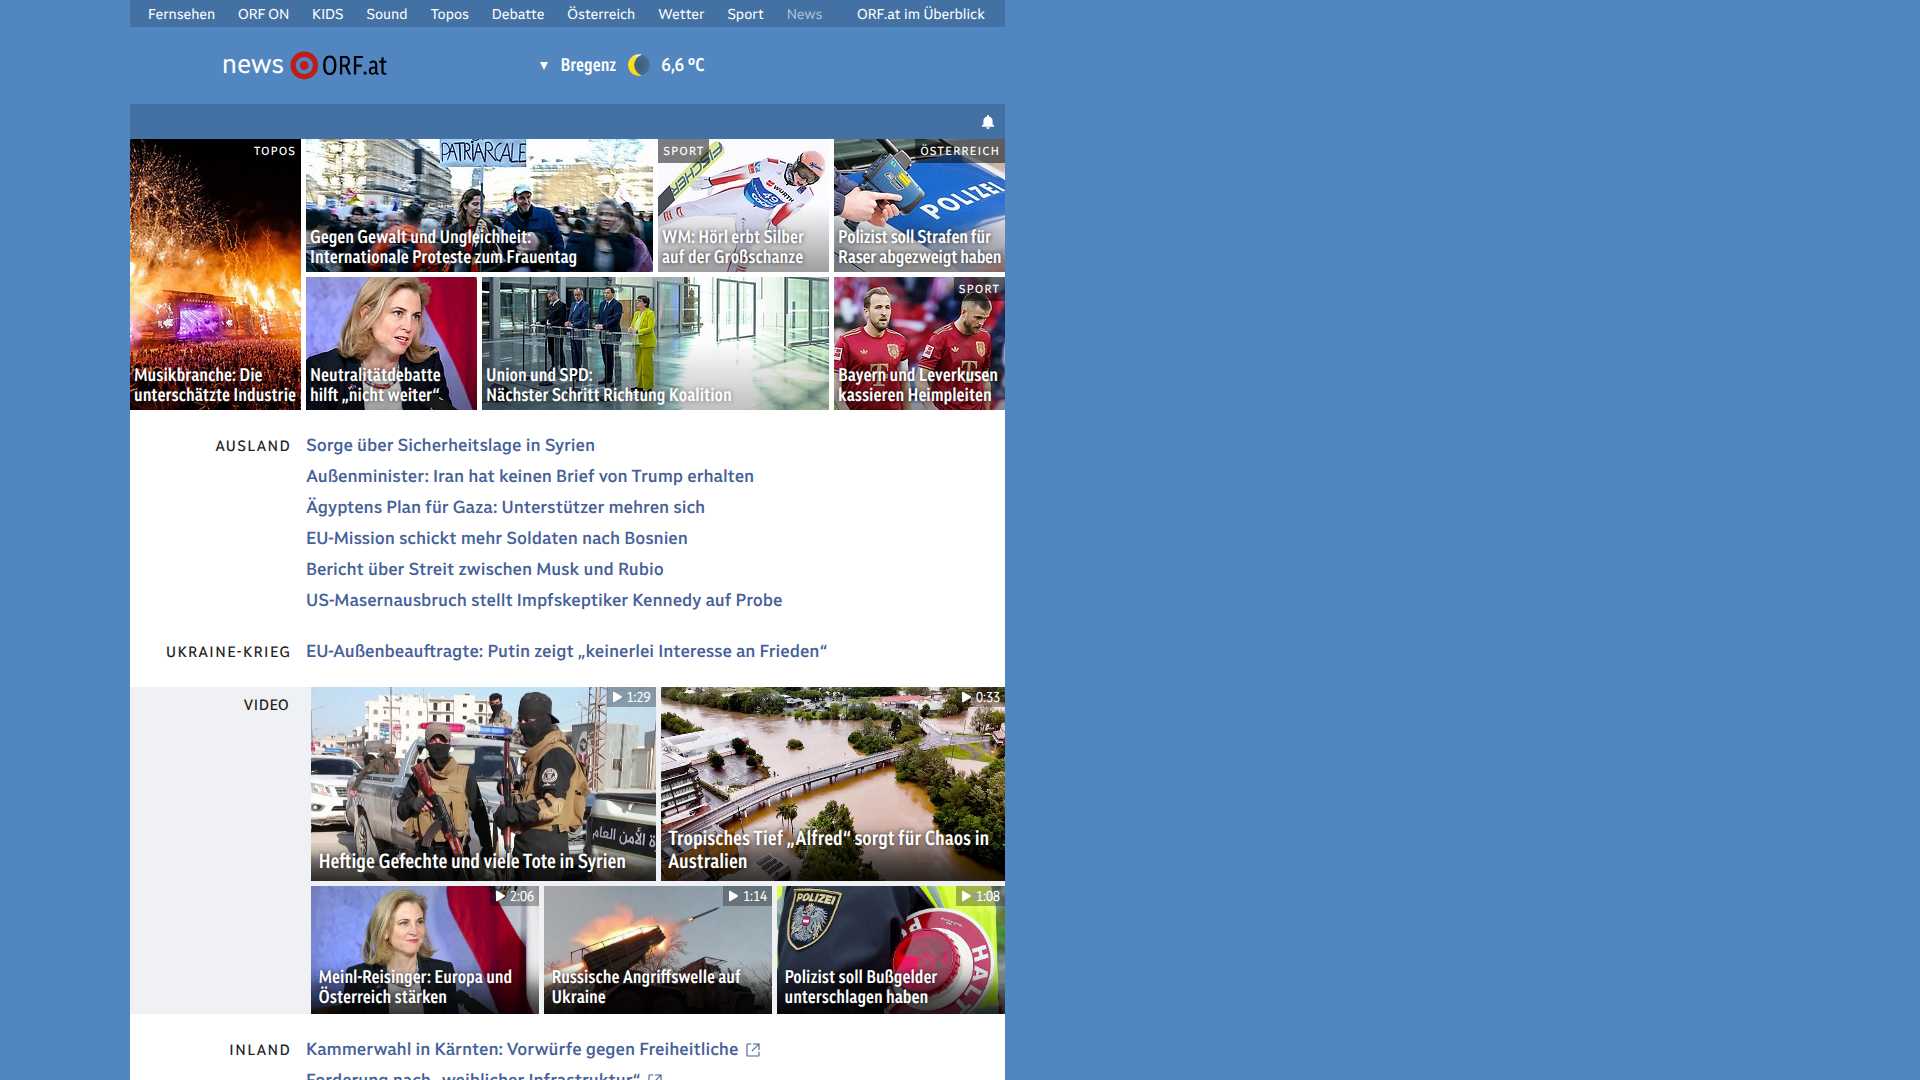 Fernsehen ORF ON KIDS Sound Topos Debatte Österreich Wetter Sport News ORF.at im Überblick
news ORF.at
Bregenz 6,6 °C
TOPOS
Musikbranche: Die
unterschätzte Industrie
PATRIARCALE
Gegen Gewalt und Ungleichheit:
Internationale Proteste zum Frauentag
SPORT
FISCHER
WÜRTH
49
WM: Hörl erbt Silber
auf der Großschanze
ÖSTERREICH
POLIZEI
Polizist soll Strafen für
Raser abgezweigt haben
Neutralitätdebatte
hilft „nicht weiter“
Union und SPD:
Nächster Schritt Richtung Koalition
SPORT
Bayern und Leverkusen
kassieren Heimpleiten
AUSLAND
Sorge über Sicherheitslage in Syrien
Außenminister: Iran hat keinen Brief von Trump erhalten
Ägyptens Plan für Gaza: Unterstützer mehren sich
EU-Mission schickt mehr Soldaten nach Bosnien
Bericht über Streit zwischen Musk und Rubio
US-Masernausbruch stellt Impfskeptiker Kennedy auf Probe
UKRAINE-KRIEG
EU-Außenbeauftragte: Putin zeigt „keinerlei Interesse an Frieden“
VIDEO
1:29
الأمن العام
Heftige Gefechte und viele Tote in Syrien
0:33
Tropisches Tief „Alfred“ sorgt für Chaos in
Australien
2:06
Meinl-Reisinger: Europa und
Österreich stärken
1:14
Russische Angriffswelle auf
Ukraine
1:08
POLIZEI
HALT
Polizist soll Bußgelder
unterschlagen haben
INLAND
Kammerwahl in Kärnten: Vorwürfe gegen Freiheitliche
Forderung nach „weiblicher Infrastruktur“